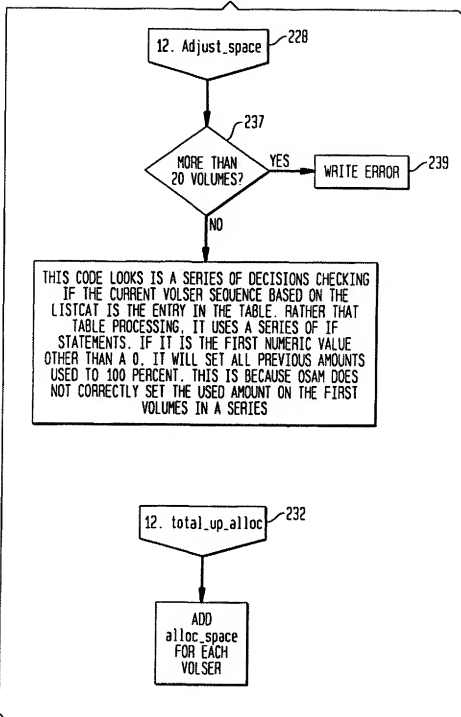 12. Adjust_space
228
237
MORE THAN
20 VOLUMES?
YES
WRITE ERROR
239
NO
THIS CODE LOOKS IS A SERIES OF DECISIONS CHECKING
IF THE CURRENT VOLSER SEQUENCE BASED ON THE
LISTCAT IS THE ENTRY IN THE TABLE. RATHER THAT
TABLE PROCESSING, IT USES A SERIES OF IF
STATEMENTS. IF IT IS THE FIRST NUMERIC VALUE
OTHER THAN A 0. IT WILL SET ALL PREVIOUS AMOUNTS
USED TO 100 PERCENT. THIS IS BECAUSE OSAM DOES
NOT CORRECTLY SET THE USED AMOUNT ON THE FIRST
VOLUMES IN A SERIES
12. total_up_alloc
232
ADD
alloc_space
FOR EACH
VOLSER